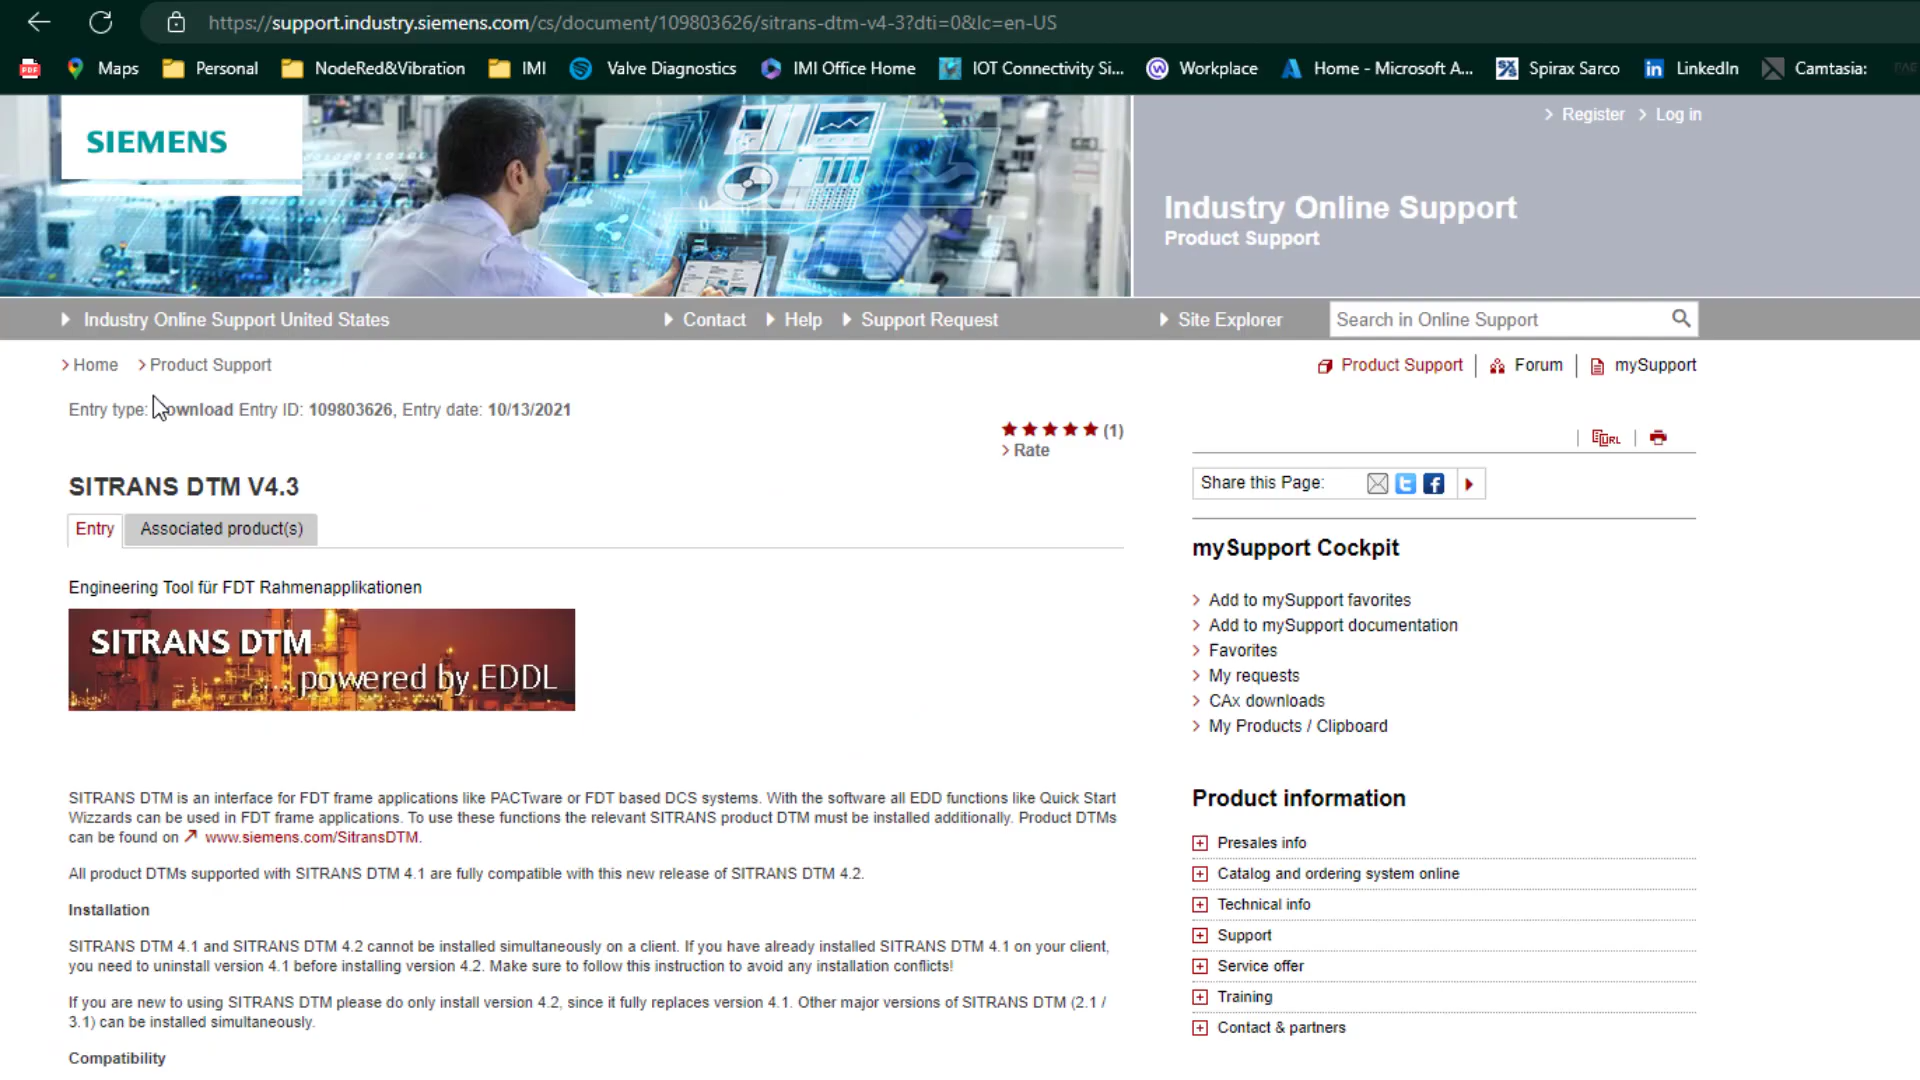 https://support.industry.siemens.com/cs/document/109803626/sitrans-dtm-v4-3?dti=0&lc=en-US
PDF Maps Personal NodeRed&Vibration IMI Valve Diagnostics IMI Office Home IOT Connectivity Si... Workplace Home - Microsoft A... Spirax Sarco LinkedIn Camtasia:
Register Log in
SIEMENS
Industry Online Support
Product Support
Industry Online Support United States Contact Help Support Request Site Explorer Search in Online Support
Home Product Support Product Support Forum mySupport
Entry type: Download Entry ID: 109803626, Entry date: 10/13/2021
(1)
Rate
URL
Share this Page:
SITRANS DTM V4.3
Entry Associated product(s)
mySupport Cockpit
Engineering Tool für FDT Rahmenapplikationen
SITRANS DTM
... powered by EDDL
Add to mySupport favorites
Add to mySupport documentation
Favorites
My requests
CAx downloads
My Products / Clipboard
SITRANS DTM is an interface for FDT frame applications like PACTware or FDT based DCS systems. With the software all EDD functions like Quick Start
Wizzards can be used in FDT frame applications. To use these functions the relevant SITRANS product DTM must be installed additionally. Product DTMs
can be found on www.siemens.com/SitransDTM.
All product DTMs supported with SITRANS DTM 4.1 are fully compatible with this new release of SITRANS DTM 4.2.
Installation
SITRANS DTM 4.1 and SITRANS DTM 4.2 cannot be installed simultaneously on a client. If you have already installed SITRANS DTM 4.1 on your client,
you need to uninstall version 4.1 before installing version 4.2. Make sure to follow this instruction to avoid any installation conflicts!
If you are new to using SITRANS DTM please do only install version 4.2, since it fully replaces version 4.1. Other major versions of SITRANS DTM (2.1 /
3.1) can be installed simultaneously.
Compatibility
Product information
Presales info
Catalog and ordering system online
Technical info
Support
Service offer
Training
Contact & partners